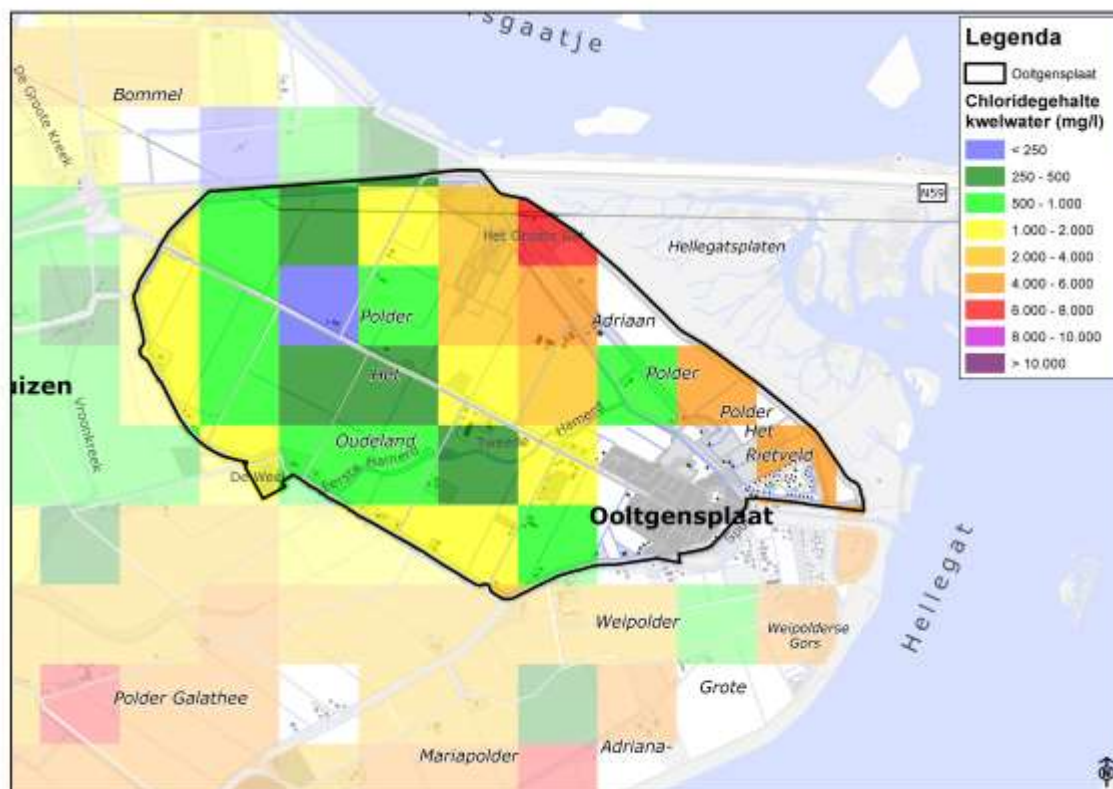 sgaatje
Legenda
Ooltgensplaat
Chloridegehalte
kwelwater (mg/l)
< 250
250 - 500
500 - 1.000
1.000 - 2.000
2.000 - 4.000
4.000 - 6.000
6.000 - 8.000
8.000 - 10.000
> 10.000
De Groote Kreek
Bommel
N59
Het Groote Gat
Hellegatsplaten
Polder
Adriaan
Het
Polder
uizen
Vroonkreek
Polder
Het
Rietveld
Oudeland
Tweede Hamerd
Eerste Hamerd
Ooltgensplaat
Hellegat
Weipolder
Weipolderse
Gors
Polder Galathee
Grote
Mariapolder
Adriana-
N